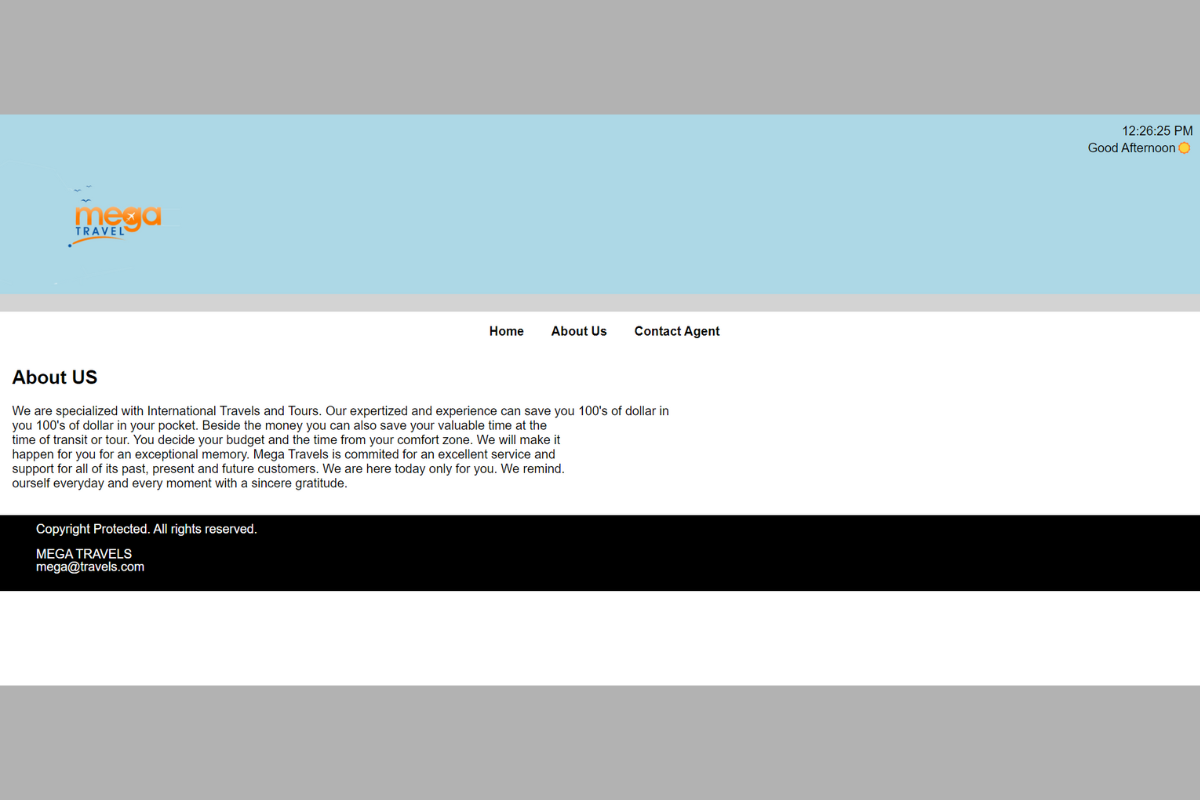 12:26:25 PM
Good Afternoon
mega
TRAVEL
Home About Us Contact Agent
About US
We are specialized with International Travels and Tours. Our expertized and experience can save you 100's of dollar in
you 100's of dollar in your pocket. Beside the money you can also save your valuable time at the
time of transit or tour. You decide your budget and the time from your comfort zone. We will make it
happen for you for an exceptional memory. Mega Travels is commited for an excellent service and
support for all of its past, present and future customers. We are here today only for you. We remind.
ourself everyday and every moment with a sincere gratitude.
Copyright Protected. All rights reserved.
MEGA TRAVELS
mega@travels.com